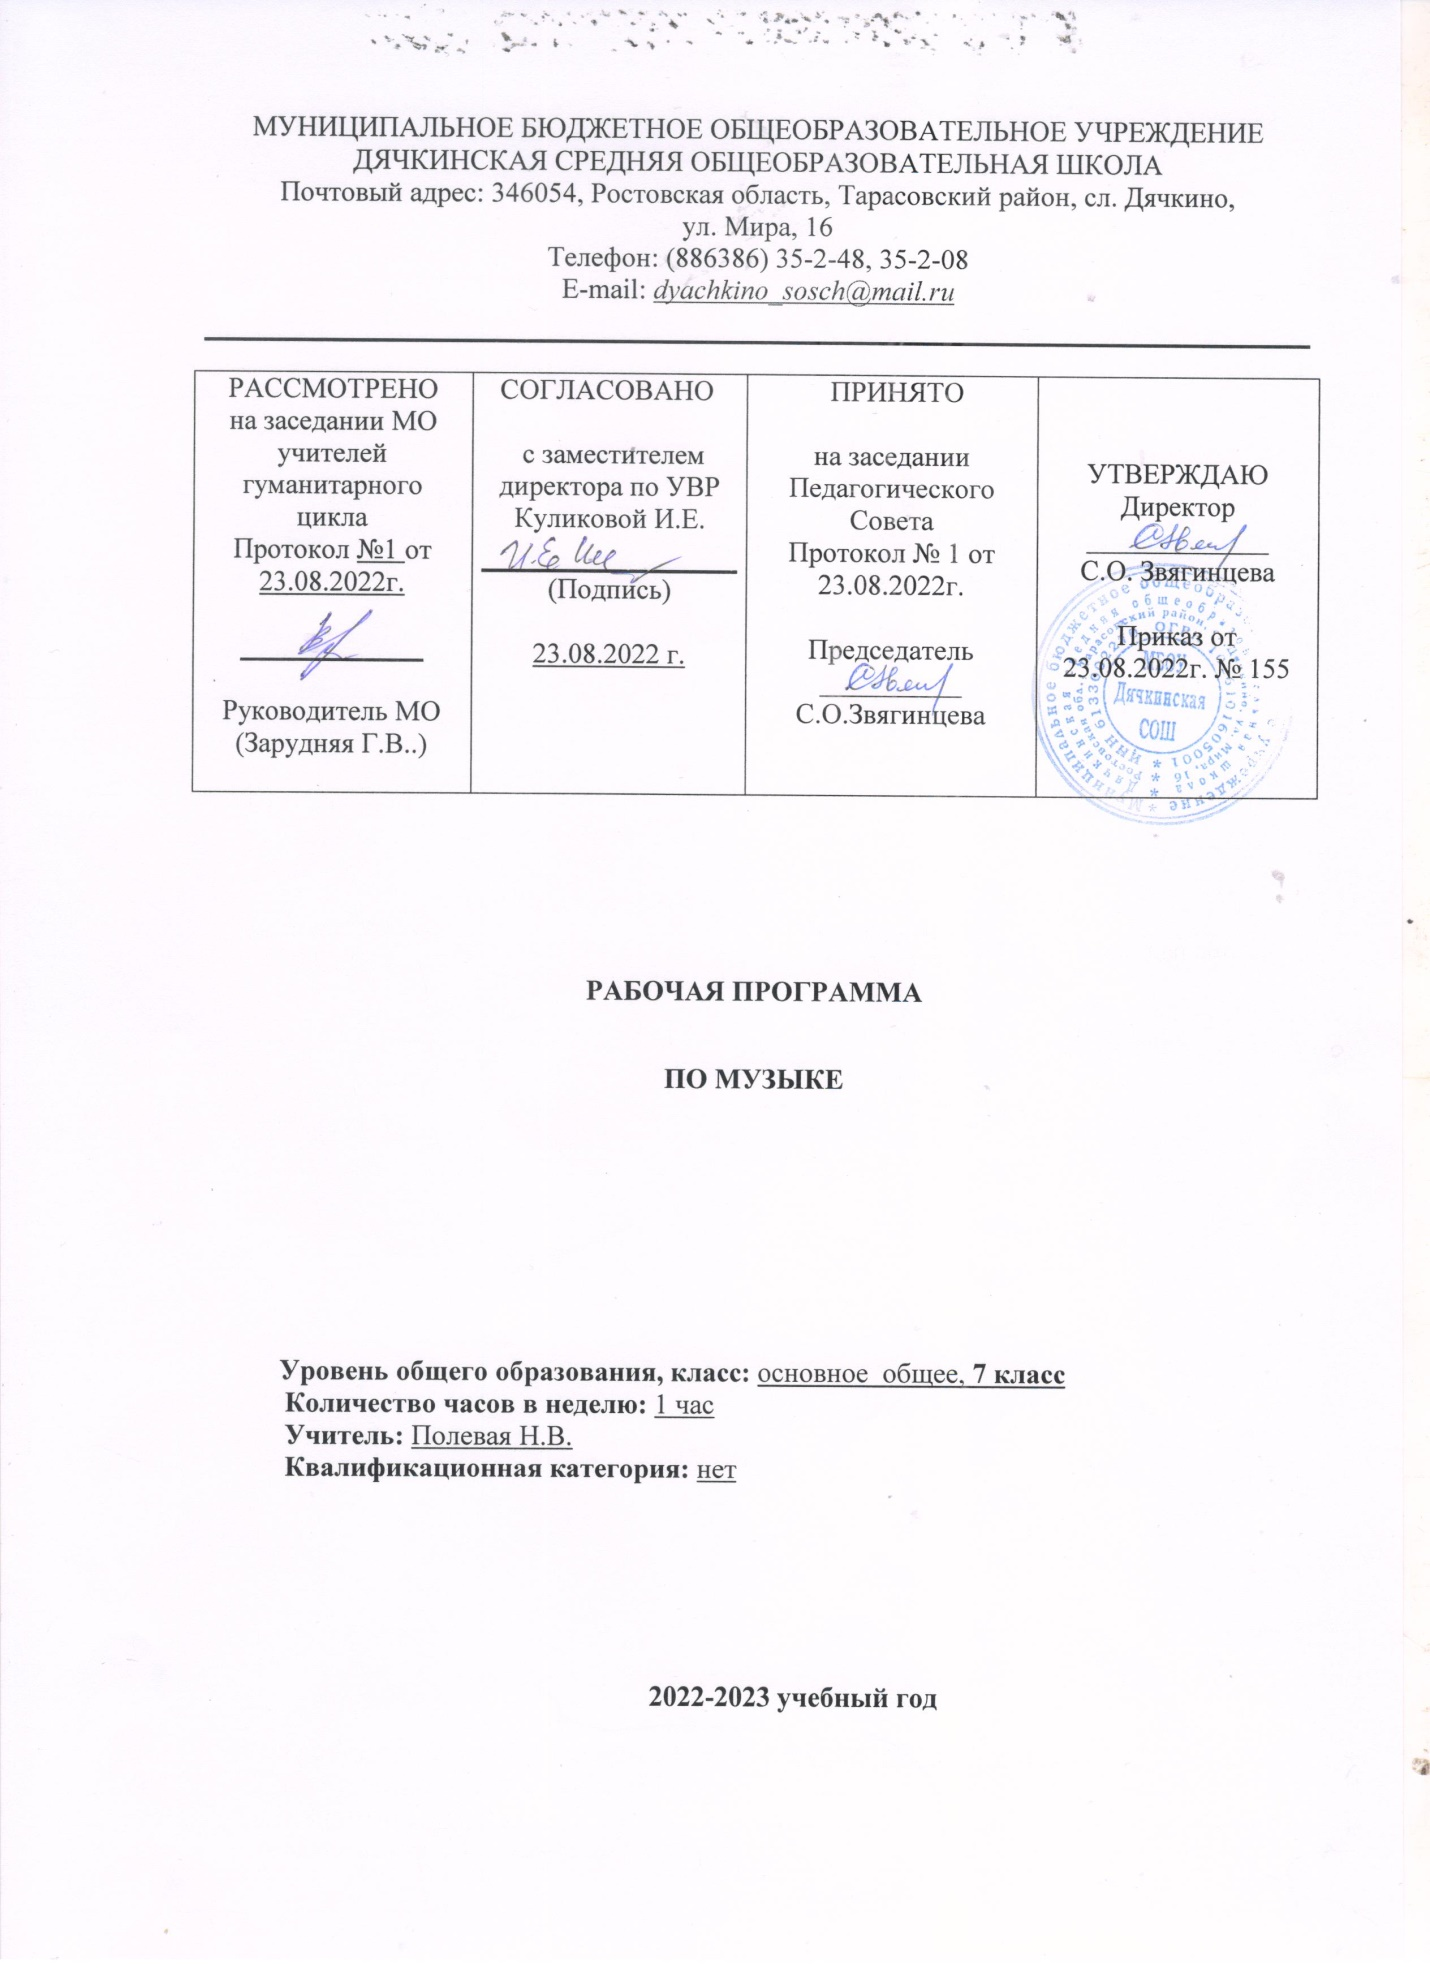 МУНИЦИПАЛЬНОЕ БЮДЖЕТНОЕ ОБЩЕОБРАЗОВАТЕЛЬНОЕ УЧРЕЖДЕНИЕ
ДЯЧКИНСКАЯ СРЕДНЯЯ ОБЩЕОБРАЗОВАТЕЛЬНАЯ ШКОЛА
Почтовый адрес: 346054, Ростовская область, Тарасовский район, сл. Дячкино,
ул. Мира, 16
Телефон: (886386) 35-2-48, 35-2-08
E-mail: dyachkino_sosch@mail.ru
РАССМОТРЕНО
на заседании МО
учителей
гуманитарного
цикла
Протокол №1 от
23.08.2022г.
Руководитель МО
(Зарудняя Г.В..)
СОГЛАСОВАНО
с заместителем
директора по УВР
Куликовой И.Е.
(Подпись)
23.08.2022 г.
ПРИНЯТО
на заседании
Педагогического
Совета
Протокол № 1 от
23.08.2022г.
Председатель
С.О.Звягинцева
УТВЕРЖДАЮ
Директор
С.О. Звягинцева
Приказ от
23.08.2022г. № 155
МБОУ
Дячкинская
СОШ
РАБОЧАЯ ПРОГРАММА
ПО МУЗЫКЕ
Уровень общего образования, класс: основное общее, 7 класс
Количество часов в неделю: 1 час
Учитель: Полевая Н.В.
Квалификационная категория: нет
2022-2023 учебный год